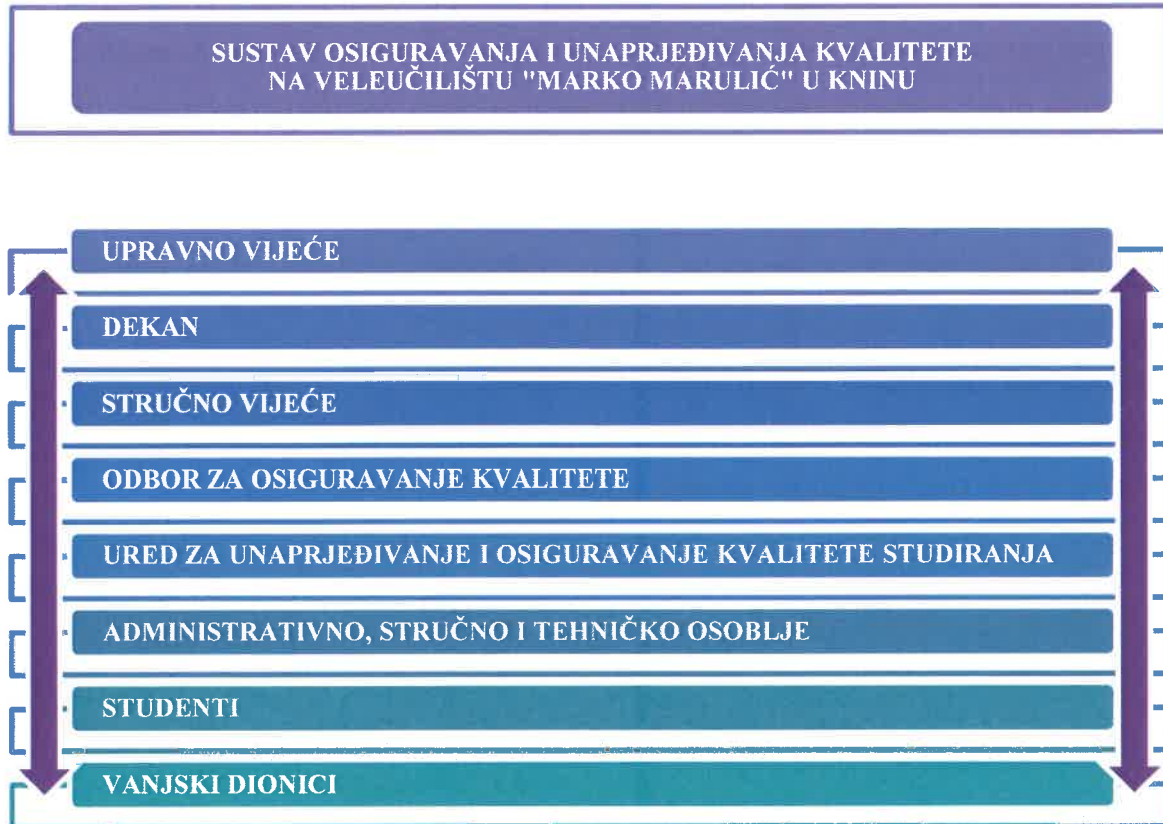 SUSTAV OSIGURAVANJA I UNAPRJEĐIVANJA KVALITETE
NA VELEUČILIŠTU "MARKO MARULIĆ" U KNINU
UPRAVNO VIJEĆE
DEKAN
STRUČNO VIJEĆE
ODBOR ZA OSIGURAVANJE KVALITETE
URED ZA UNAPRJEĐIVANJE I OSIGURAVANJE KVALITETE STUDIRANJA
ADMINISTRATIVNO, STRUČNO I TEHNIČKO OSOBLJE
STUDENTI
VANJSKI DIONICI